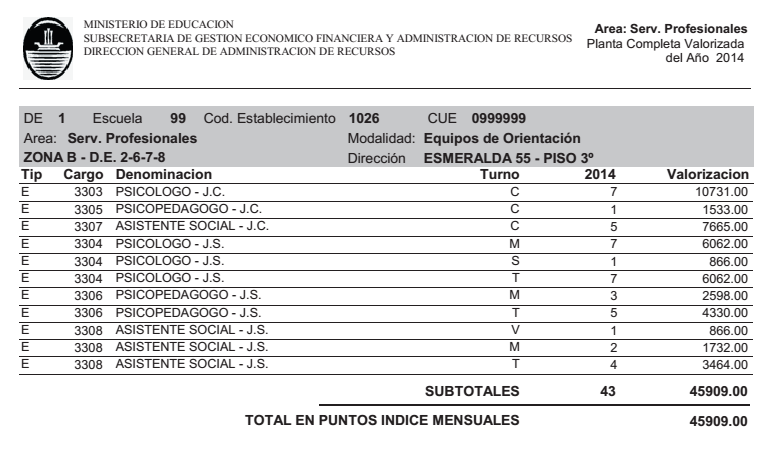 MINISTERIO DE EDUCACION
SUBSECRETARIA DE GESTION ECONOMICO FINANCIERA Y ADMINISTRACION DE RECURSOS
DIRECCION GENERAL DE ADMINISTRACION DE RECURSOS
Area: Serv. Profesionales
Planta Completa Valorizada
del Año 2014
DE 1 Escuela 99 Cod. Establecimiento 1026 CUE 0999999
Area: Serv. Profesionales Modalidad: Equipos de Orientación
ZONA B - D.E. 2-6-7-8 Dirección ESMERALDA 55 - PISO 3º
Tip Cargo Denominacion Turno 2014 Valorizacion
E 3303 PSICOLOGO - J.C. C 7 10731.00
E 3305 PSICOPEDAGOGO - J.C. C 1 1533.00
E 3307 ASISTENTE SOCIAL - J.C. C 5 7665.00
E 3304 PSICOLOGO - J.S. M 7 6062.00
E 3304 PSICOLOGO - J.S. S 1 866.00
E 3304 PSICOLOGO - J.S. T 7 6062.00
E 3306 PSICOPEDAGOGO - J.S. M 3 2598.00
E 3306 PSICOPEDAGOGO - J.S. T 5 4330.00
E 3308 ASISTENTE SOCIAL - J.S. V 1 866.00
E 3308 ASISTENTE SOCIAL - J.S. M 2 1732.00
E 3308 ASISTENTE SOCIAL - J.S. T 4 3464.00
SUBTOTALES 43 45909.00
TOTAL EN PUNTOS INDICE MENSUALES 45909.00